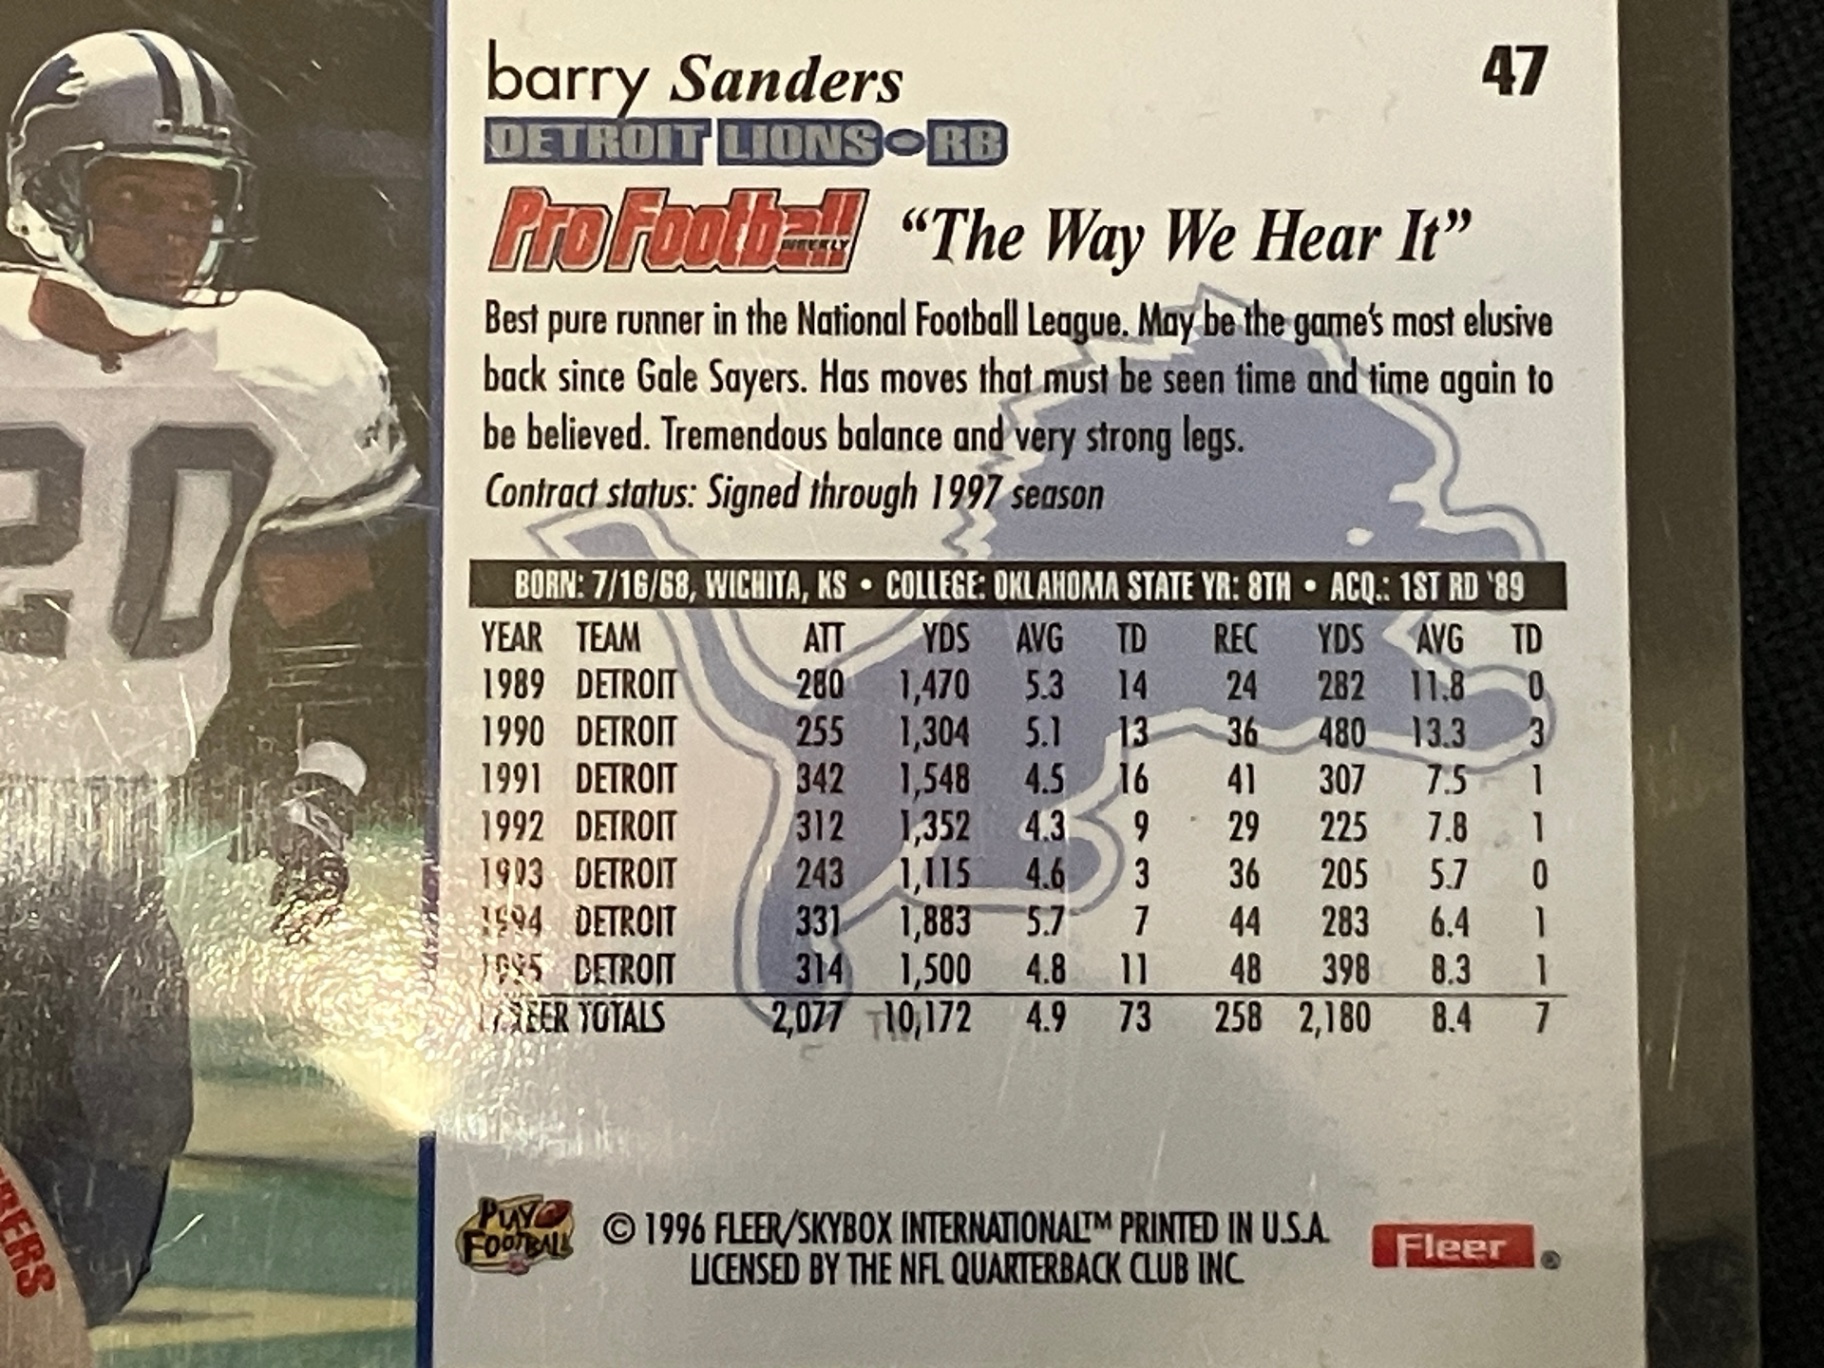 barry Sanders
47
DETROIT LIONS RB
Pro Football WEEKLY "The Way We Hear It"
Best pure runner in the National Football League. May be the game's most elusive
back since Gale Sayers. Has moves that must be seen time and time again to
be believed. Tremendous balance and very strong legs.
Contract status: Signed through 1997 season
BORN: 7/16/68, WICHITA, KS • COLLEGE: OKLAHOMA STATE YR: 8TH • ACQ.: 1ST RD '89
YEAR TEAM ATT YDS AVG TD REC YDS AVG TD
1989 DETROIT 280 1,470 5.3 14 24 282 11.8 0
1990 DETROIT 255 1,304 5.1 13 36 480 13.3 3
1991 DETROIT 342 1,548 4.5 16 41 307 7.5 1
1992 DETROIT 312 1,352 4.3 9 29 225 7.8 1
1993 DETROIT 243 1,115 4.6 3 36 205 5.7 0
1994 DETROIT 331 1,883 5.7 7 44 283 6.4 1
1995 DETROIT 314 1,500 4.8 11 48 398 8.3 1
CAREER TOTALS 2,077 10,172 4.9 73 258 2,180 8.4 7
TM
PLAY FOOTBALL
© 1996 FLEER/SKYBOX INTERNATIONAL™ PRINTED IN U.S.A.
LICENSED BY THE NFL QUARTERBACK CLUB INC.
Fleer ®
20